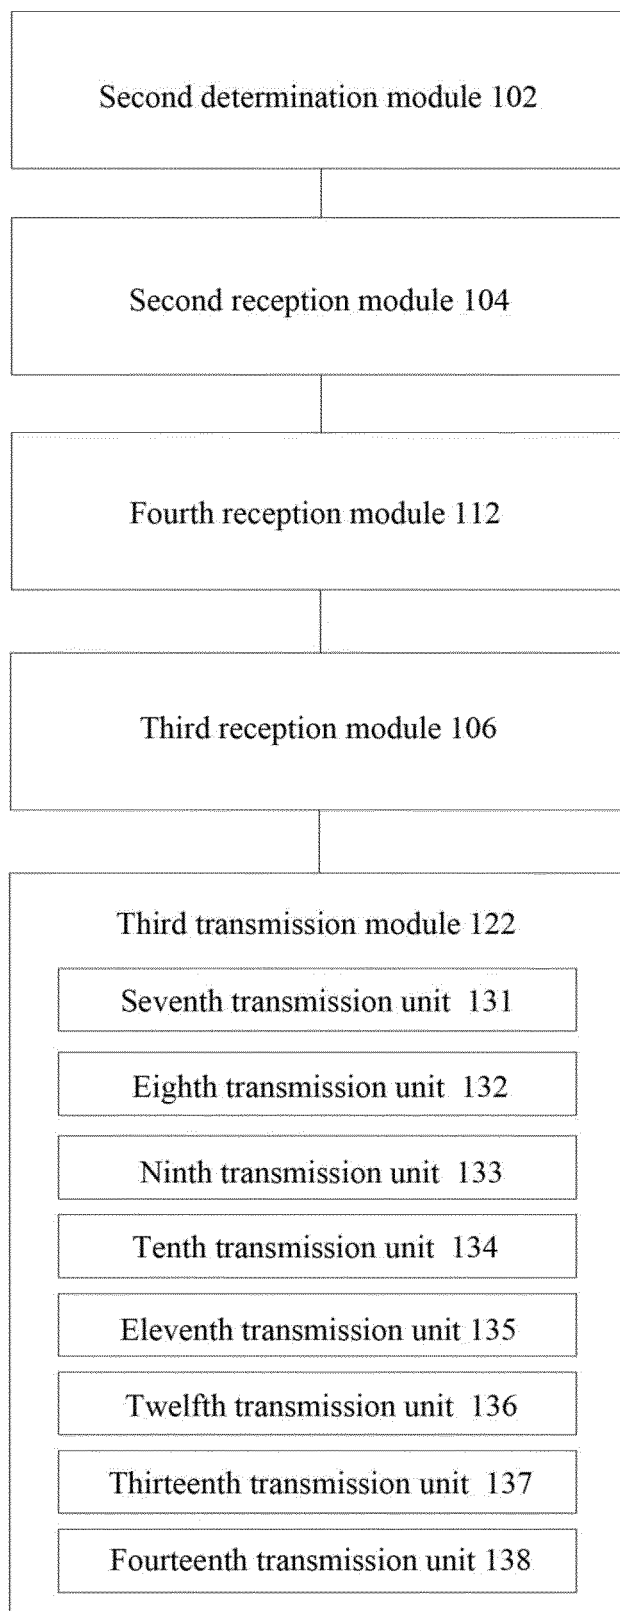 Second determination module 102
Second reception module 104
Fourth reception module 112
Third reception module 106
Third transmission module 122
Seventh transmission unit 131
Eighth transmission unit 132
Ninth transmission unit 133
Tenth transmission unit 134
Eleventh transmission unit 135
Twelfth transmission unit 136
Thirteenth transmission unit 137
Fourteenth transmission unit 138